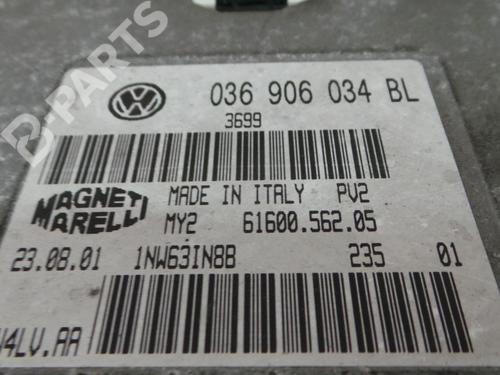 B-PARTS
036 906 034 BL
3699
MAGNETI MARELLI
MADE IN ITALY PV2
MY2 61600.562.05
23.08.01 1NW63IN8B 235 01
4LV.AA